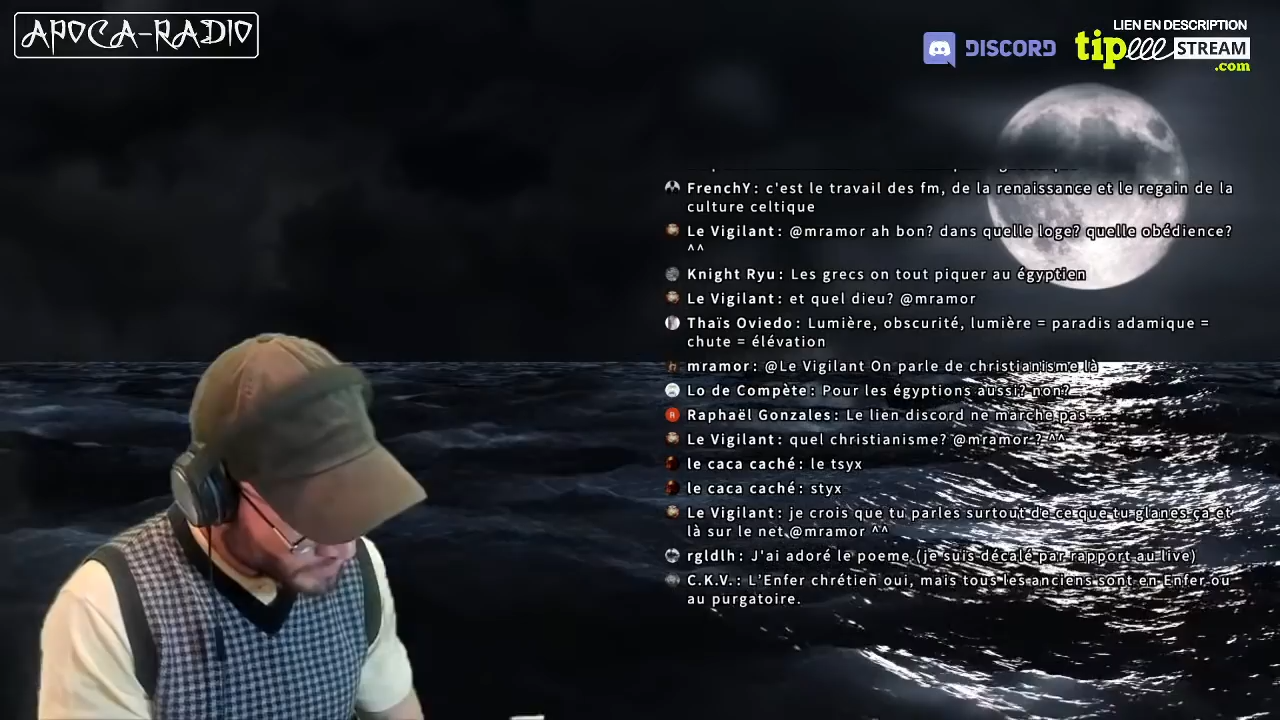 APOCA-RADIO
LIEN EN DESCRIPTION
DISCORD
tipeee STREAM
.com
FrenchY: c'est le travail des fm, de la renaissance et le regain de la
culture celtique
Le Vigilant: @mramor ah bon? dans quelle loge? quelle obédience?
^^
Knight Ryu: Les grecs on tout piquer au égyptien
Le Vigilant: et quel dieu? @mramor
Thaïs Oviedo: Lumière, obscurité, lumière = paradis adamique =
chute = élévation
mramor: @Le Vigilant On parle de christianisme là
Lo de Compète: Pour les égyptions aussi? non?
Raphaël Gonzales: Le lien discord ne marche pas ...
Le Vigilant: quel christianisme? @mramor ? ^^
le caca caché: le tsyx
le caca caché: styx
Le Vigilant: je crois que tu parles surtout de ce que tu glanes ça et
là sur le net @mramor ^^
rgldlh: J'ai adoré le poeme (je suis décalé par rapport au live)
C.K.V.: L'Enfer chrétien oui, mais tous les anciens sont en Enfer ou
au purgatoire.